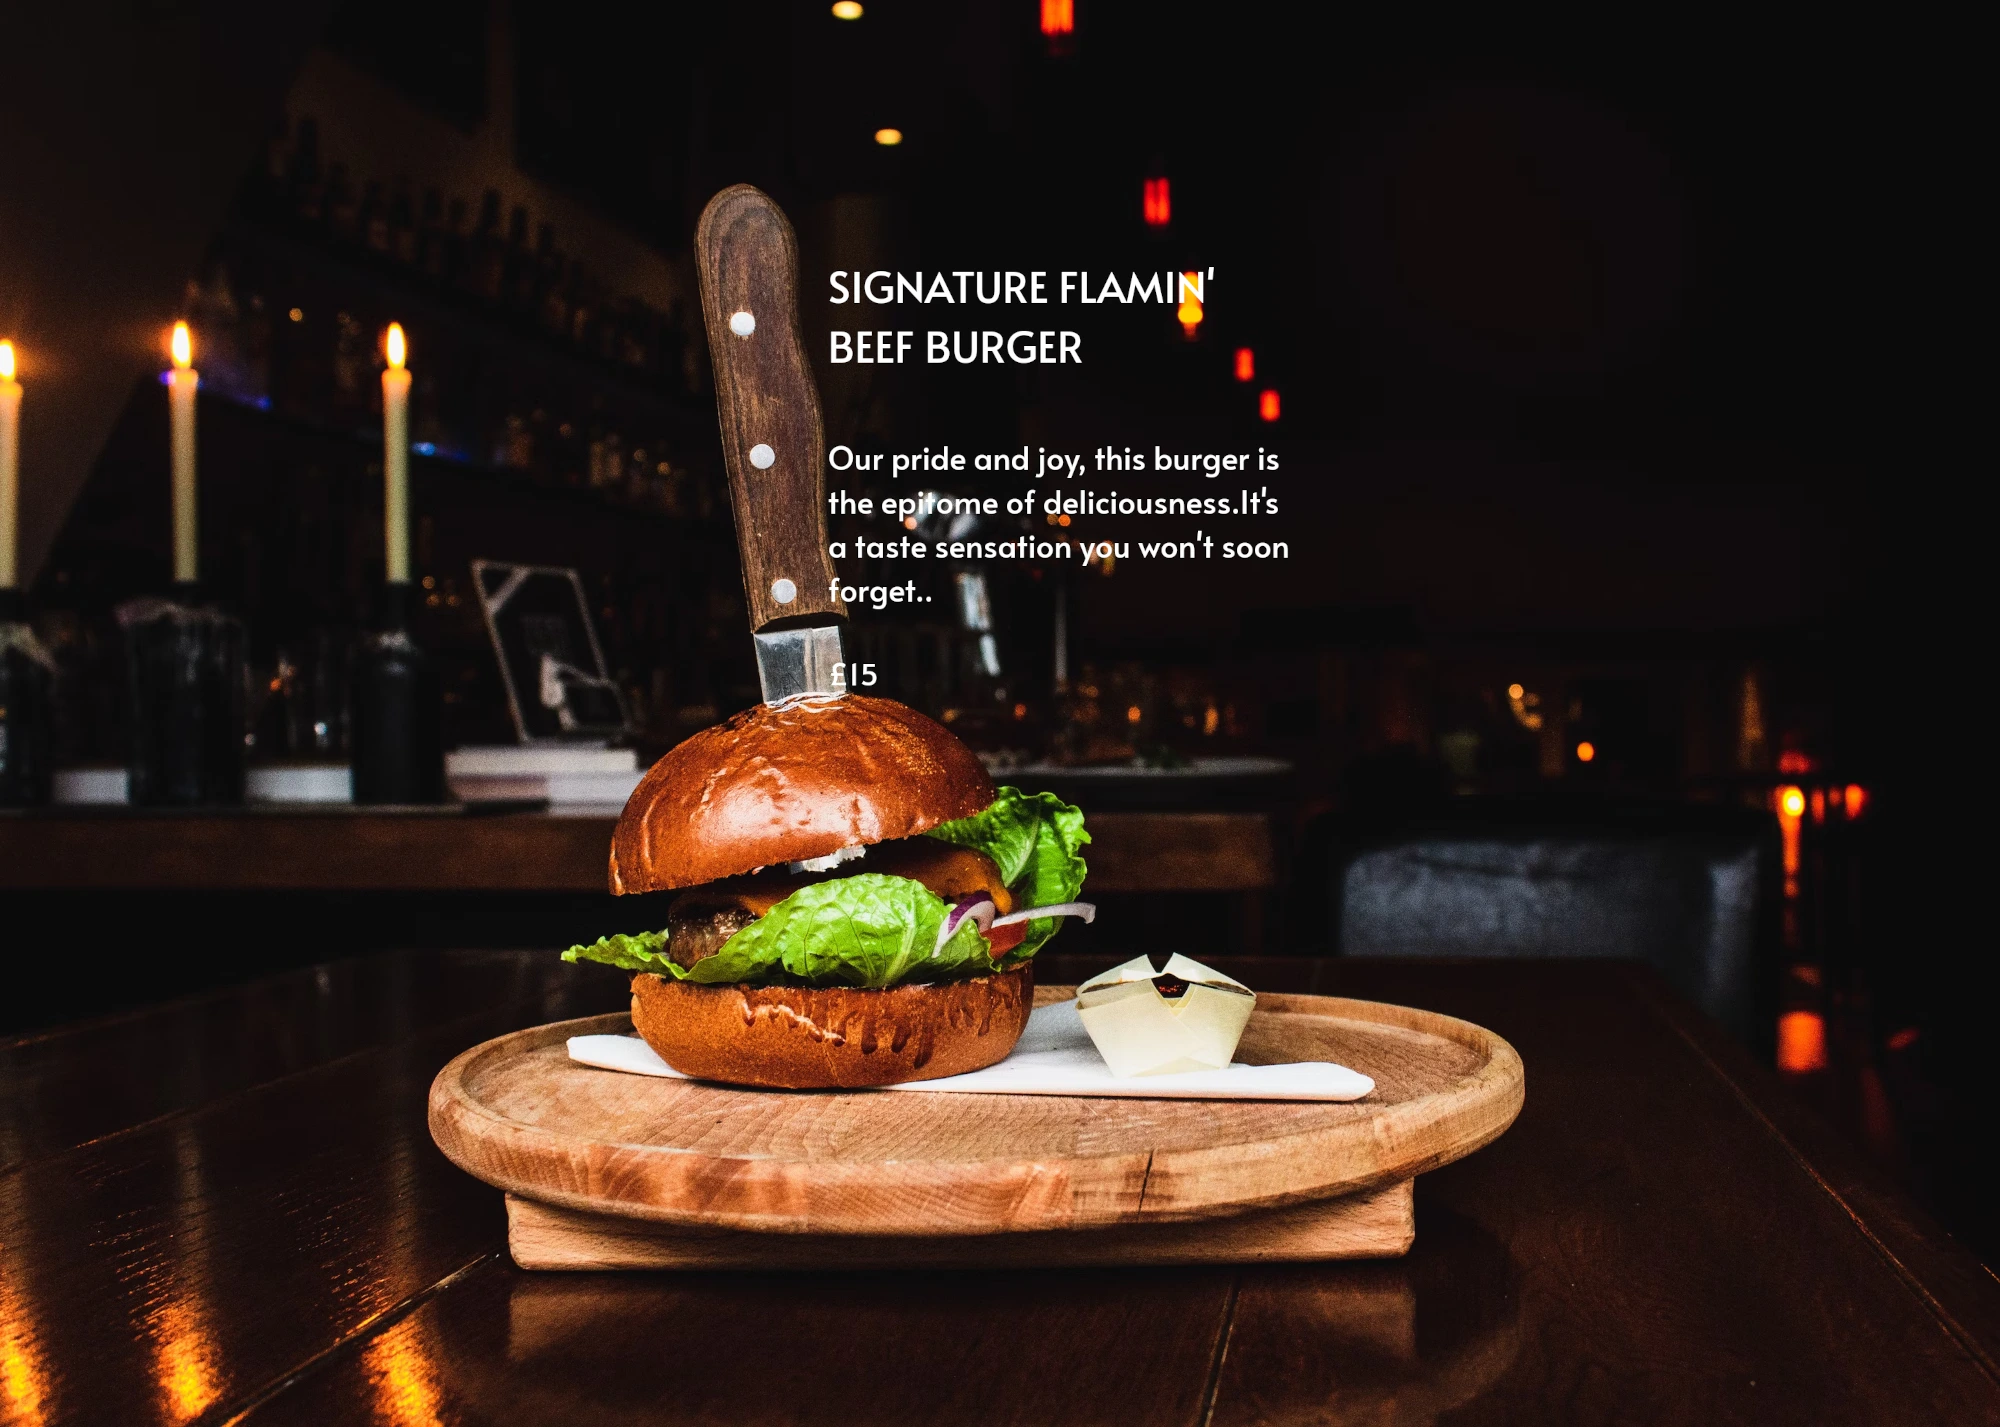 SIGNATURE FLAMIN'
BEEF BURGER
Our pride and joy, this burger is
the epitome of deliciousness.It's
a taste sensation you won't soon
forget..
£15